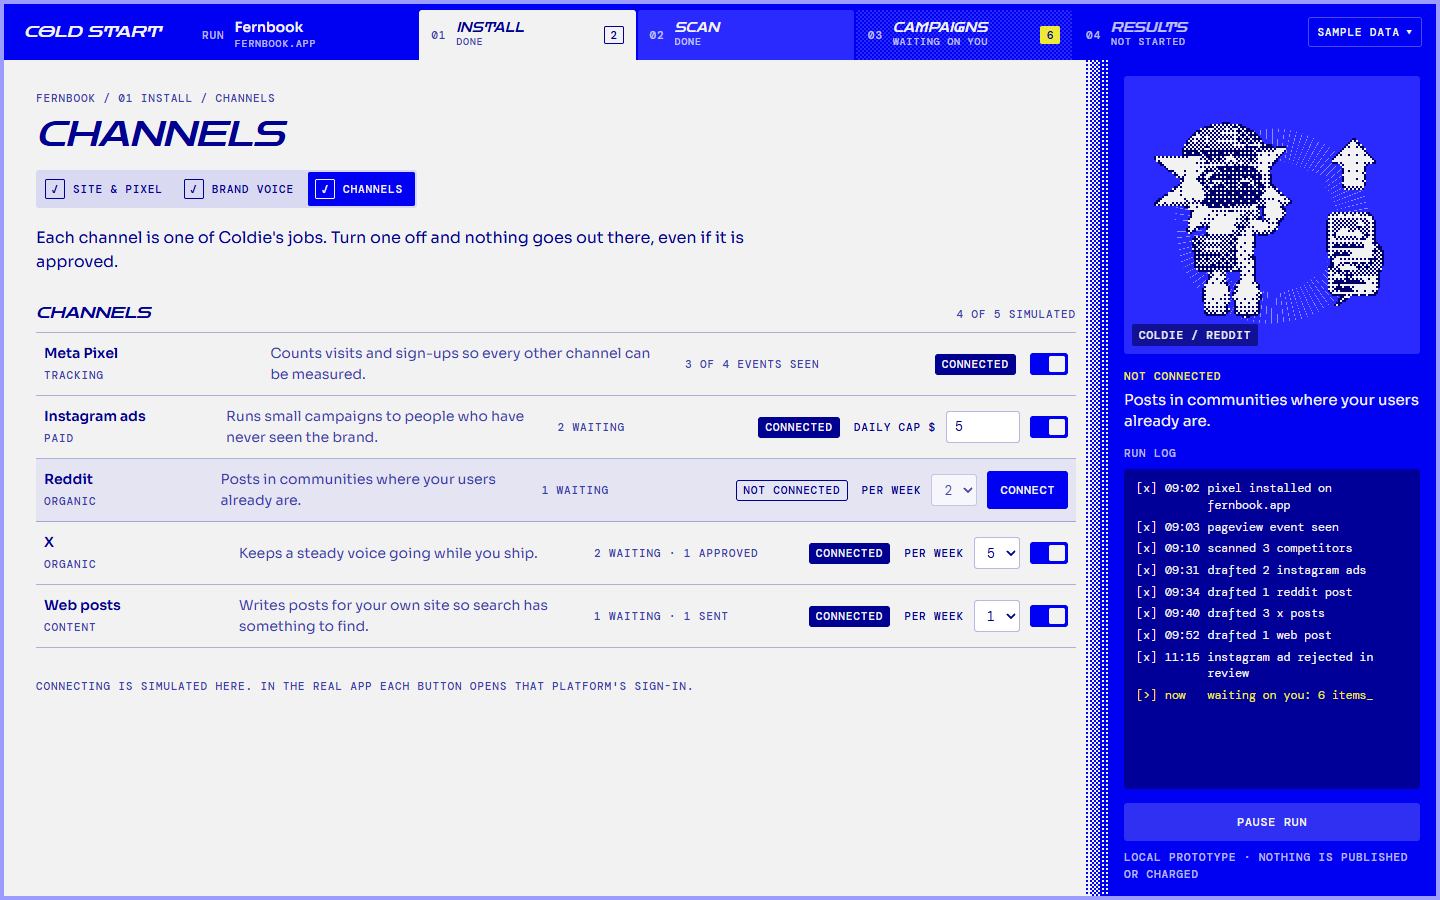 COLD START
RUN
Fernbook
FERNBOOK.APP
01 INSTALL
DONE
2
02 SCAN
DONE
03 CAMPAIGNS
WAITING ON YOU
6
04 RESULTS
NOT STARTED
SAMPLE DATA ▾
FERNBOOK / 01 INSTALL / CHANNELS
CHANNELS
✓ SITE & PIXEL
✓ BRAND VOICE
✓ CHANNELS
Each channel is one of Coldie's jobs. Turn one off and nothing goes out there, even if it is
approved.
CHANNELS
4 OF 5 SIMULATED
Meta Pixel
TRACKING
Counts visits and sign-ups so every other channel can
be measured.
3 OF 4 EVENTS SEEN
CONNECTED
Instagram ads
PAID
Runs small campaigns to people who have
never seen the brand.
2 WAITING
CONNECTED
DAILY CAP $
5
Reddit
ORGANIC
Posts in communities where your users
already are.
1 WAITING
NOT CONNECTED
PER WEEK
2
CONNECT
X
ORGANIC
Keeps a steady voice going while you ship.
2 WAITING · 1 APPROVED
CONNECTED
PER WEEK
5
Web posts
CONTENT
Writes posts for your own site so search has
something to find.
1 WAITING · 1 SENT
CONNECTED
PER WEEK
1
CONNECTING IS SIMULATED HERE. IN THE REAL APP EACH BUTTON OPENS THAT PLATFORM'S SIGN-IN.
COLDIE / REDDIT
NOT CONNECTED
Posts in communities where your users
already are.
RUN LOG
[x] 09:02 pixel installed on
fernbook.app
[x] 09:03 pageview event seen
[x] 09:10 scanned 3 competitors
[x] 09:31 drafted 2 instagram ads
[x] 09:34 drafted 1 reddit post
[x] 09:40 drafted 3 x posts
[x] 09:52 drafted 1 web post
[x] 11:15 instagram ad rejected in
review
[>] now waiting on you: 6 items_
PAUSE RUN
LOCAL PROTOTYPE · NOTHING IS PUBLISHED
OR CHARGED